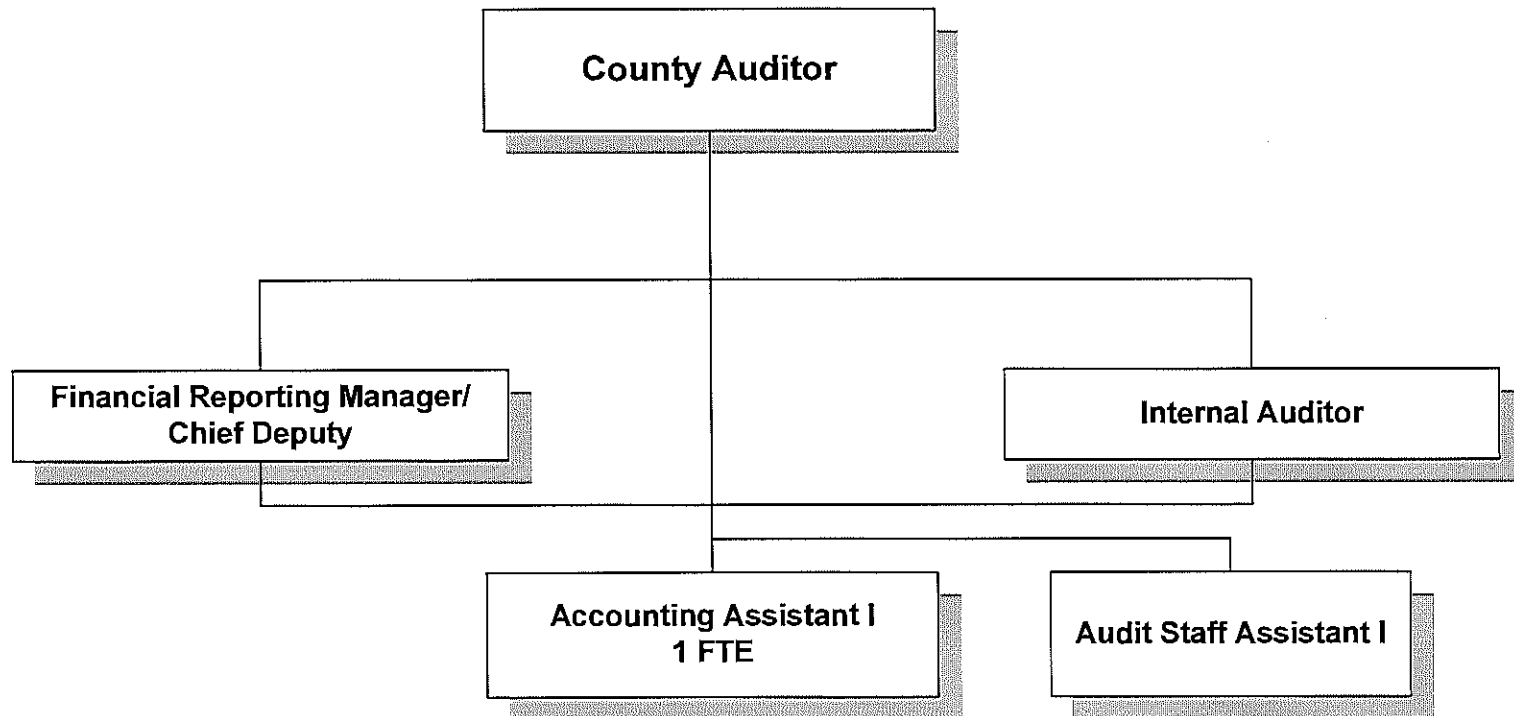 County Auditor
Financial Reporting Manager/
Chief Deputy
Internal Auditor
Accounting Assistant I
1 FTE
Audit Staff Assistant I